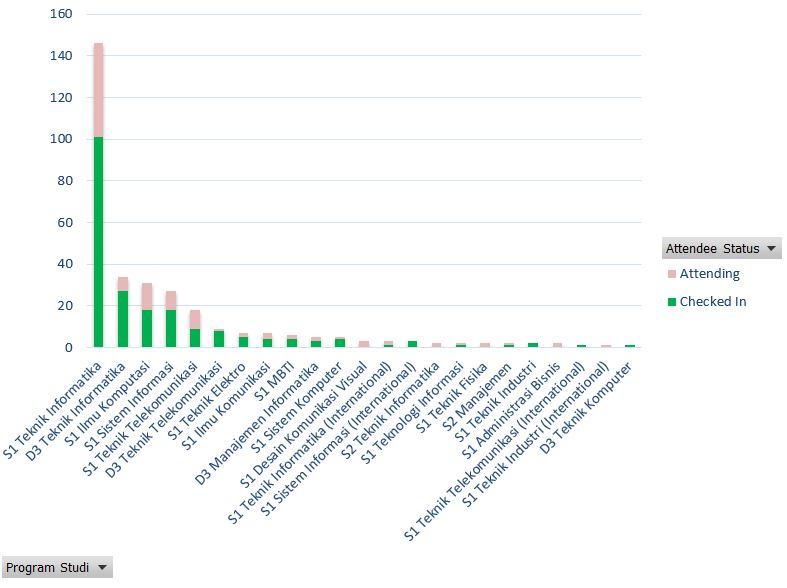 160
140
120
100
80
60
40
20
0
S1 Teknik Informatika
D3 Teknik Informatika
S1 Ilmu Komputasi
S1 Sistem Informasi
S1 Teknik Telekomunikasi
D3 Teknik Telekomunikasi
S1 Teknik Elektro
S1 Ilmu Komunikasi
S1 MBTI
D3 Manajemen Informatika
S1 Sistem Komputer
S1 Desain Komunikasi Visual
S1 Teknik Informatika (International)
S1 Sistem Informasi (International)
S2 Teknik Informatika
S1 Teknologi Informasi
S1 Teknik Fisika
S2 Manajemen
S1 Teknik Industri
S1 Administrasi Bisnis
S1 Teknik Telekomunikasi (International)
S1 Teknik Industri (International)
D3 Teknik Komputer
Attendee Status
Attending
Checked In
Program Studi